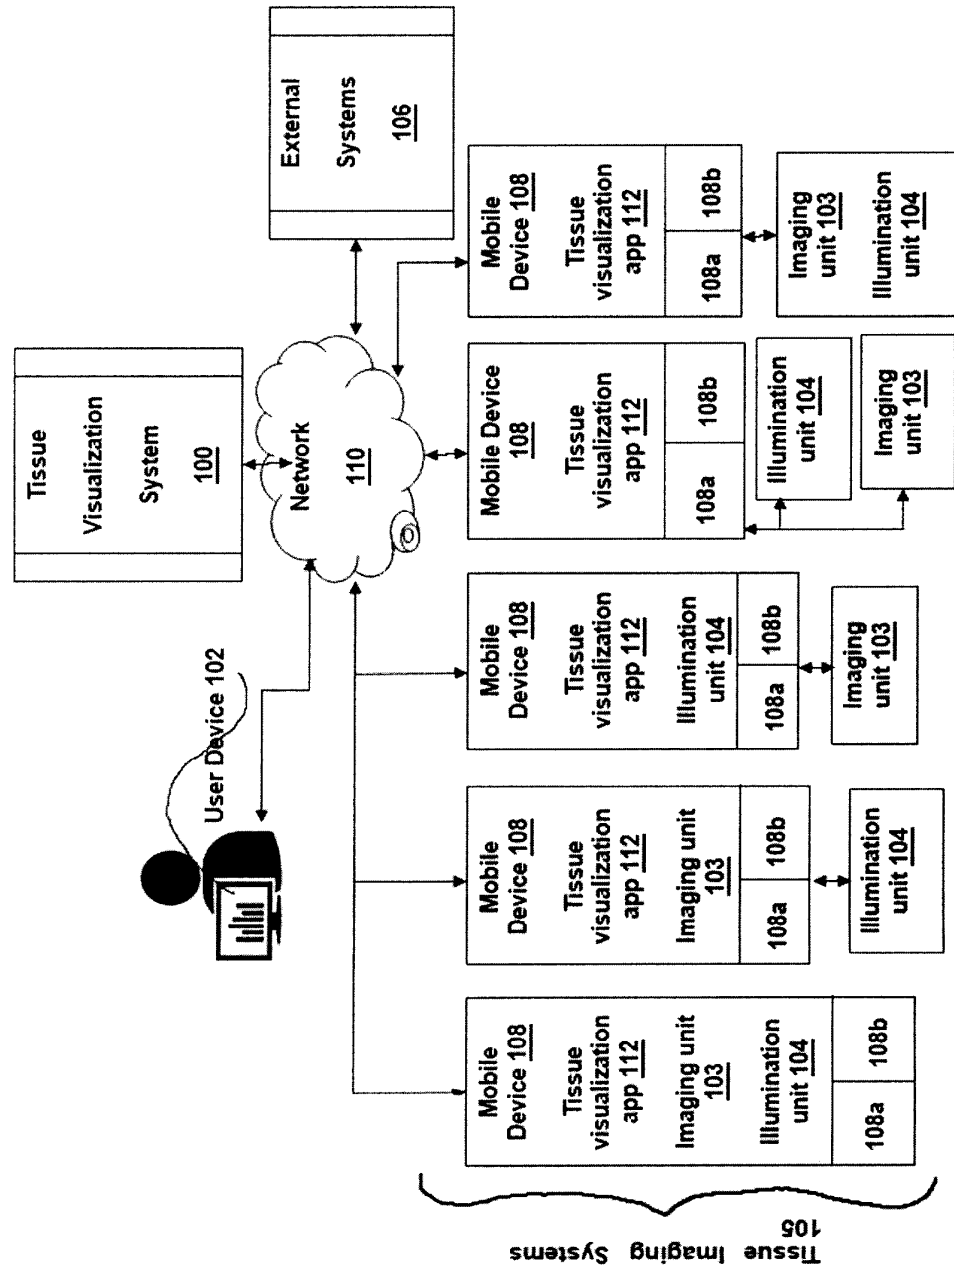 Tissue
Visualization
System
100
User Device 102
Network
110
External
Systems
106
Tissue Imaging Systems
105
Mobile
Device 108
Tissue
visualization
app 112
Imaging unit
103
Illumination
unit 104
108a
108b
Mobile
Device 108
Tissue
visualization
app 112
Imaging unit
103
108a
108b
Illumination
unit 104
Mobile
Device 108
Tissue
visualization
app 112
Illumination
unit 104
108a
108b
Imaging
unit 103
Mobile Device
108
Tissue
visualization
app 112
108a
108b
Illumination
unit 104
Imaging
unit 103
Mobile
Device 108
Tissue
visualization
app 112
108a
108b
Imaging
unit 103
Illumination
unit 104